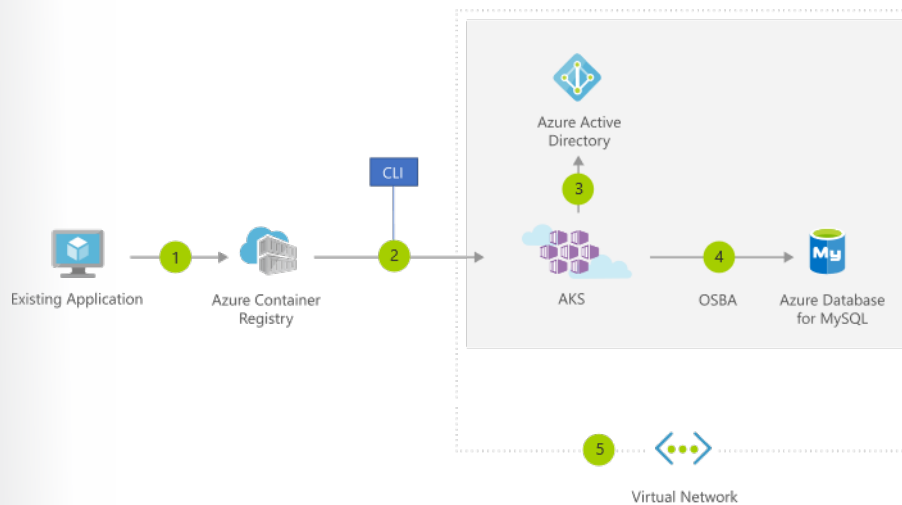 Azure Active
Directory
CLI
3
1
2
4
My
Existing Application
Azure Container
Registry
AKS
OSBA
Azure Database
for MySQL
5
Virtual Network